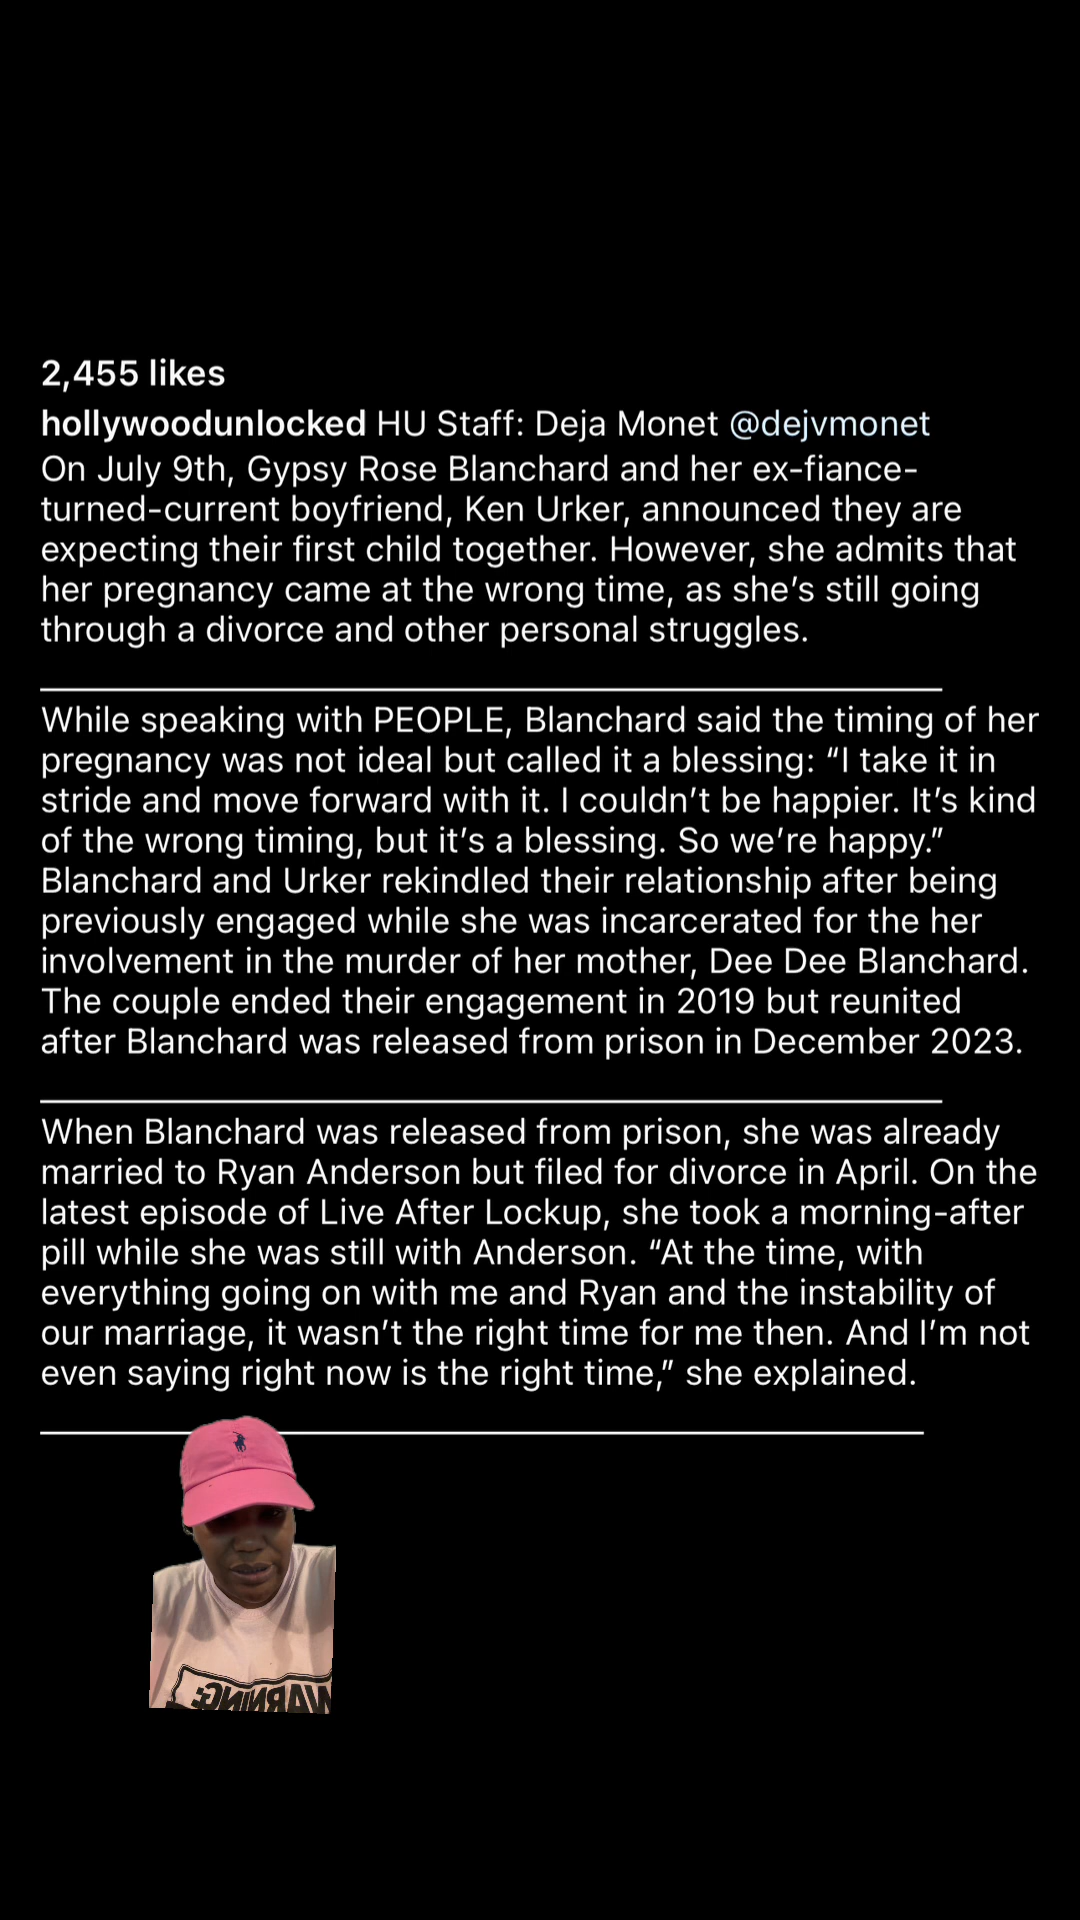 2,455 likes
hollywoodunlocked HU Staff: Deja Monet @dejvmonet
On July 9th, Gypsy Rose Blanchard and her ex-fiance-
turned-current boyfriend, Ken Urker, announced they are
expecting their first child together. However, she admits that
her pregnancy came at the wrong time, as she’s still going
through a divorce and other personal struggles.
While speaking with PEOPLE, Blanchard said the timing of her
pregnancy was not ideal but called it a blessing: “I take it in
stride and move forward with it. I couldn’t be happier. It’s kind
of the wrong timing, but it’s a blessing. So we’re happy.”
Blanchard and Urker rekindled their relationship after being
previously engaged while she was incarcerated for the her
involvement in the murder of her mother, Dee Dee Blanchard.
The couple ended their engagement in 2019 but reunited
after Blanchard was released from prison in December 2023.
When Blanchard was released from prison, she was already
married to Ryan Anderson but filed for divorce in April. On the
latest episode of Live After Lockup, she took a morning-after
pill while she was still with Anderson. “At the time, with
everything going on with me and Ryan and the instability of
our marriage, it wasn’t the right time for me then. And I’m not
even saying right now is the right time,” she explained.
WARNING: